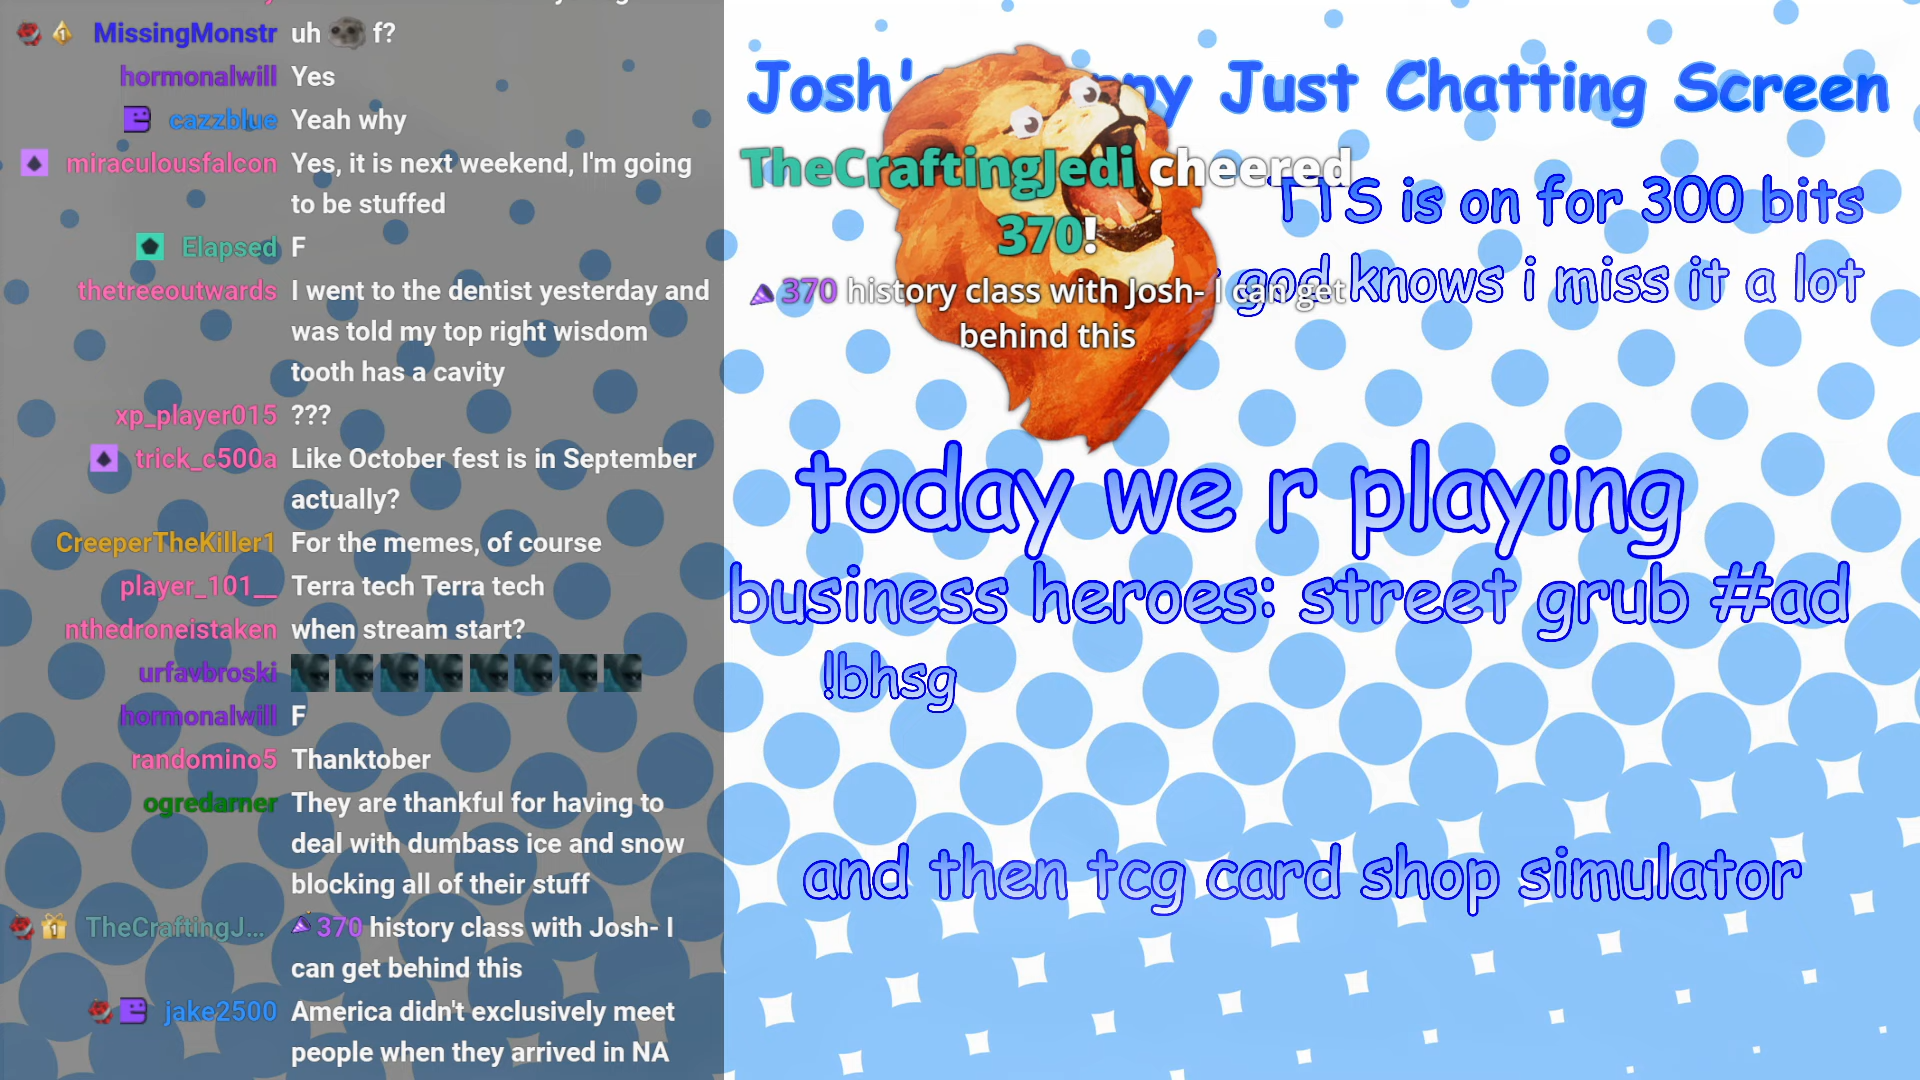 MissingMonstr uh f?
hormonalwill Yes
cazzblue Yeah why
miraculousfalcon Yes, it is next weekend, I'm going
to be stuffed
Elapsed F
thetreeoutwards I went to the dentist yesterday and
was told my top right wisdom
tooth has a cavity
xp_player015 ???
trick_c500a Like October fest is in September
actually?
CreeperTheKiller1 For the memes, of course
player_101__ Terra tech Terra tech
nthedroneistaken when stream start?
urfavbroski
hormonalwill F
randomino5 Thanktober
ogredarner They are thankful for having to
deal with dumbass ice and snow
blocking all of their stuff
TheCraftingJ... 370 history class with Josh- I
can get behind this
jake2500 America didn't exclusively meet
people when they arrived in NA
Josh's Just Chatting Screen
TheCraftingJedi cheered
370!
370 history class with Josh- I can get
behind this
TTS is on for 300 bits
god knows i miss it a lot
today we r playing
business heroes: street grub #ad
!bhsg
and then tcg card shop simulator